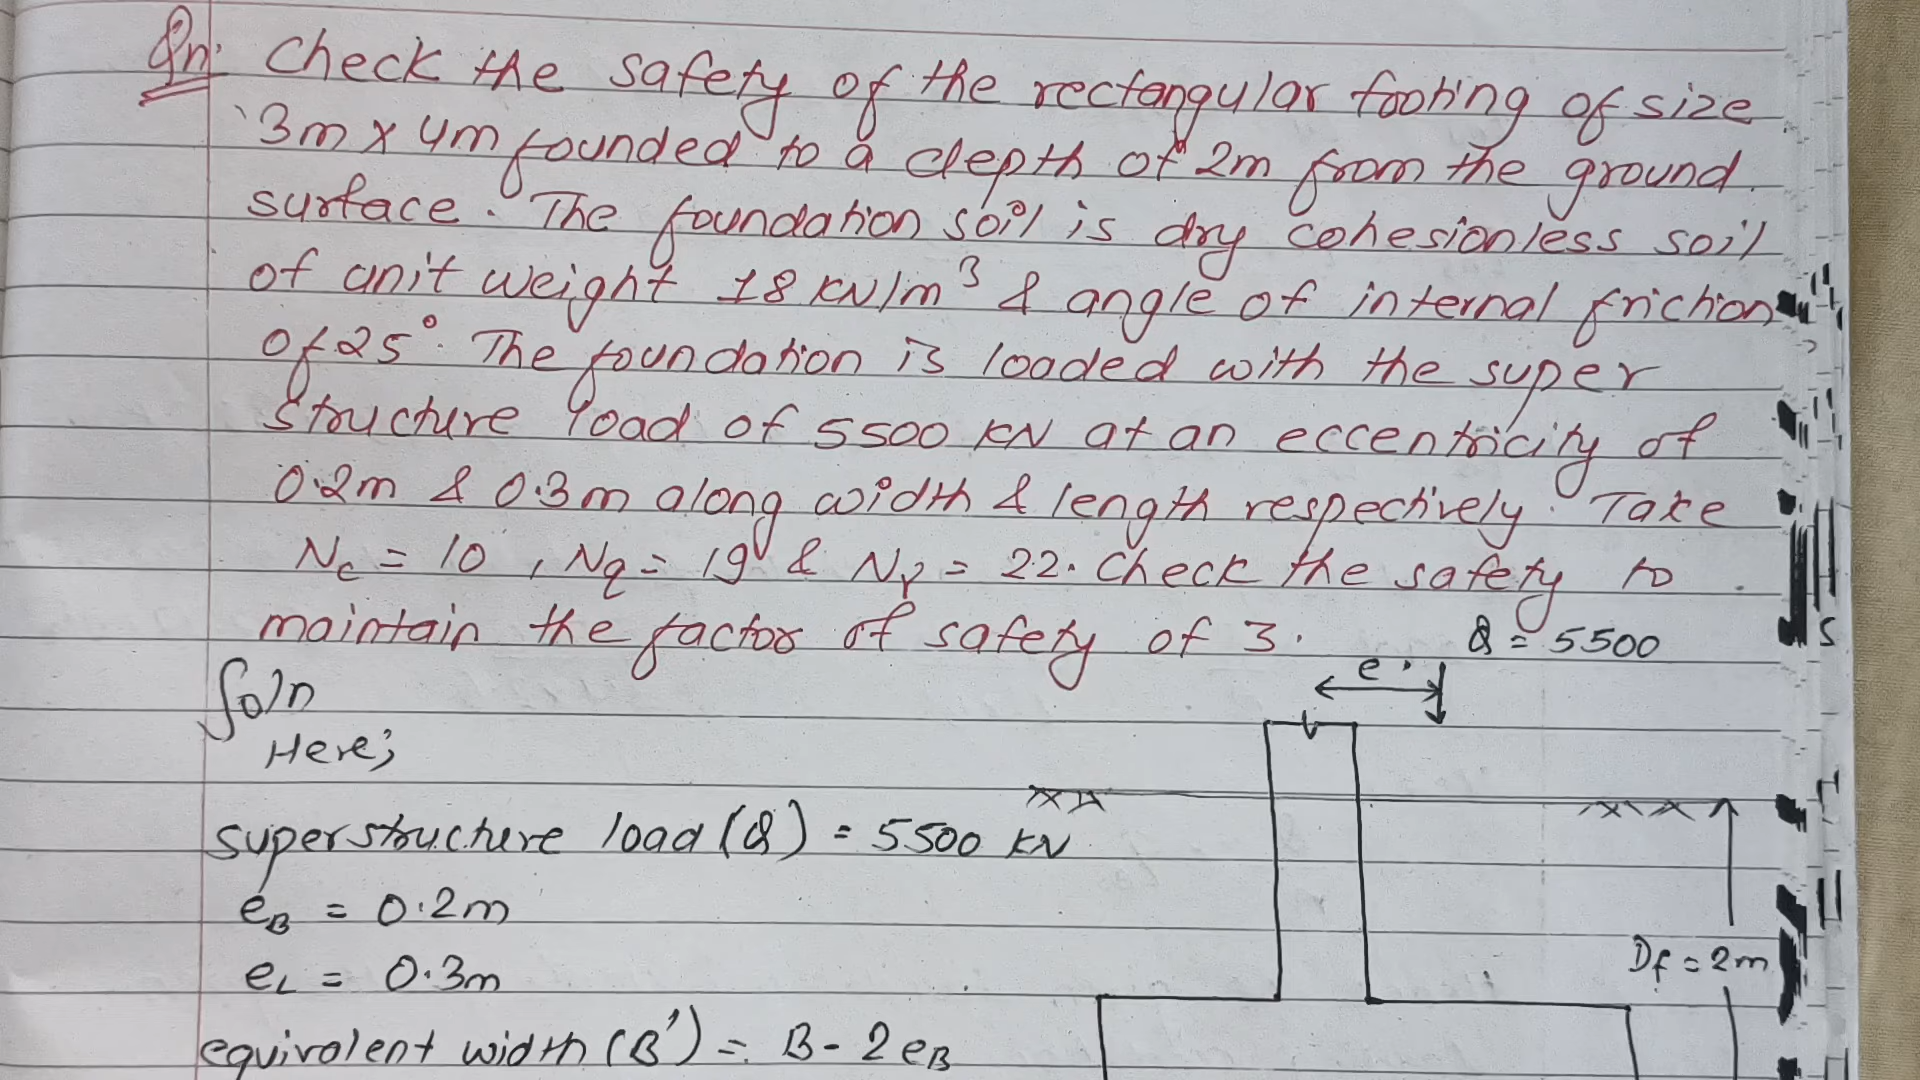 Qn. Check the safety of the rectangular footing of size
3m x 4m founded to a depth of 2m from the ground
surface. The foundation soil is dry cohesionless soil
of unit weight 18 KN/m³ & angle of internal friction
of 25°. The foundation is loaded with the super
structure load of 5500 KN at an eccentricity of
0.2m & 0.3m along width & length respectively. Take
Nc = 10, Nq = 19 & Nγ = 22. Check the safety to
maintain the factor of safety of 3.
Q = 5500
Soln
e
Here;
superstructure load (Q) = 5500 KN
eB = 0.2m
Df = 2m
eL = 0.3m
equivalent width (B') = B - 2eB